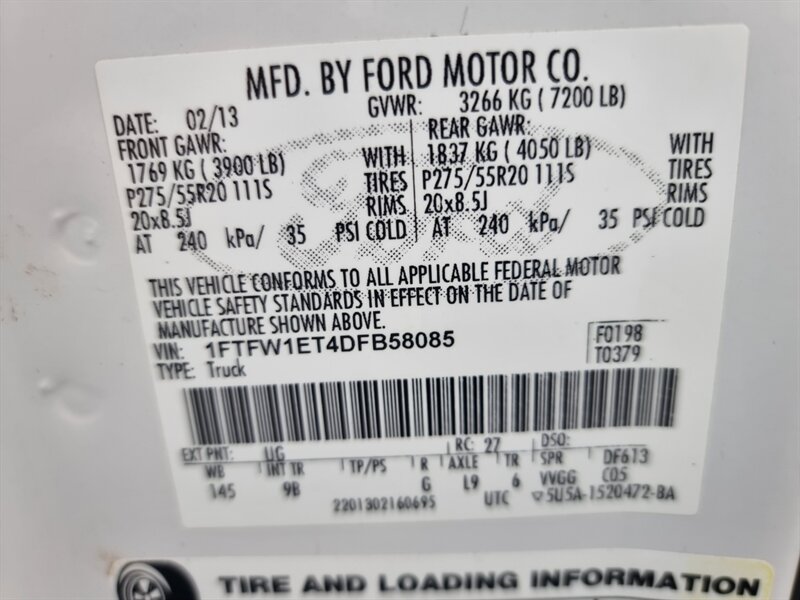 MFD. BY FORD MOTOR CO.
DATE: 02/13 GVWR: 3266 KG ( 7200 LB)
FRONT GAWR: REAR GAWR:
1769 KG ( 3900 LB) WITH 1837 KG ( 4050 LB) WITH
P275/55R20 111S TIRES P275/55R20 111S TIRES
20x8.5J RIMS 20x8.5J RIMS
AT 240 kPa/ 35 PSI COLD AT 240 kPa/ 35 PSI COLD
THIS VEHICLE CONFORMS TO ALL APPLICABLE FEDERAL MOTOR
VEHICLE SAFETY STANDARDS IN EFFECT ON THE DATE OF
MANUFACTURE SHOWN ABOVE.
VIN: 1FTFW1ET4DFB58085 F0198
TYPE: Truck T0379
EXT PNT: UG RC: 27 DSO:
WB INT TR TP/PS R AXLE TR SPR DF613
145 9B G L9 6 VVGG C05
2201302160695 UTC ▽5U5A-1520472-BA
TIRE AND LOADING INFORMATION